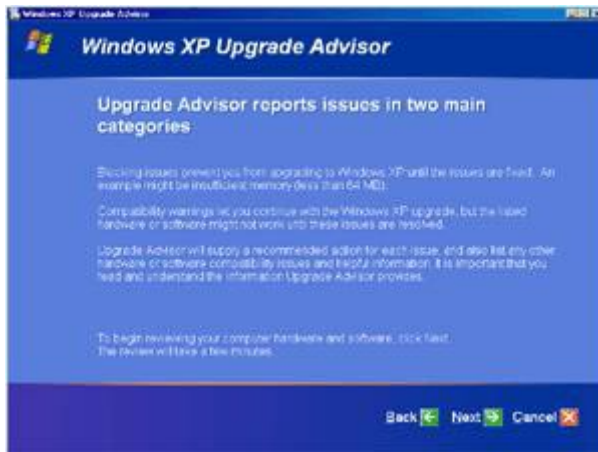 Windows XP Upgrade Advisor
Windows XP Upgrade Advisor
Upgrade Advisor reports issues in two main
categories
Blocking issues prevent you from upgrading to Windows XP until the issues are fixed. An
example might be insufficient memory (less than 64 MB).
Compatibility warnings let you continue with the Windows XP upgrade, but the listed
hardware or software might not work until these issues are resolved.
Upgrade Advisor will supply a recommended action for each issue, and also list any other
hardware or software compatibility issues and helpful information. It is important that you
read and understand the information Upgrade Advisor provides.
To begin reviewing your computer hardware and software, click Next.
The review will take a few minutes.
Back Next Cancel